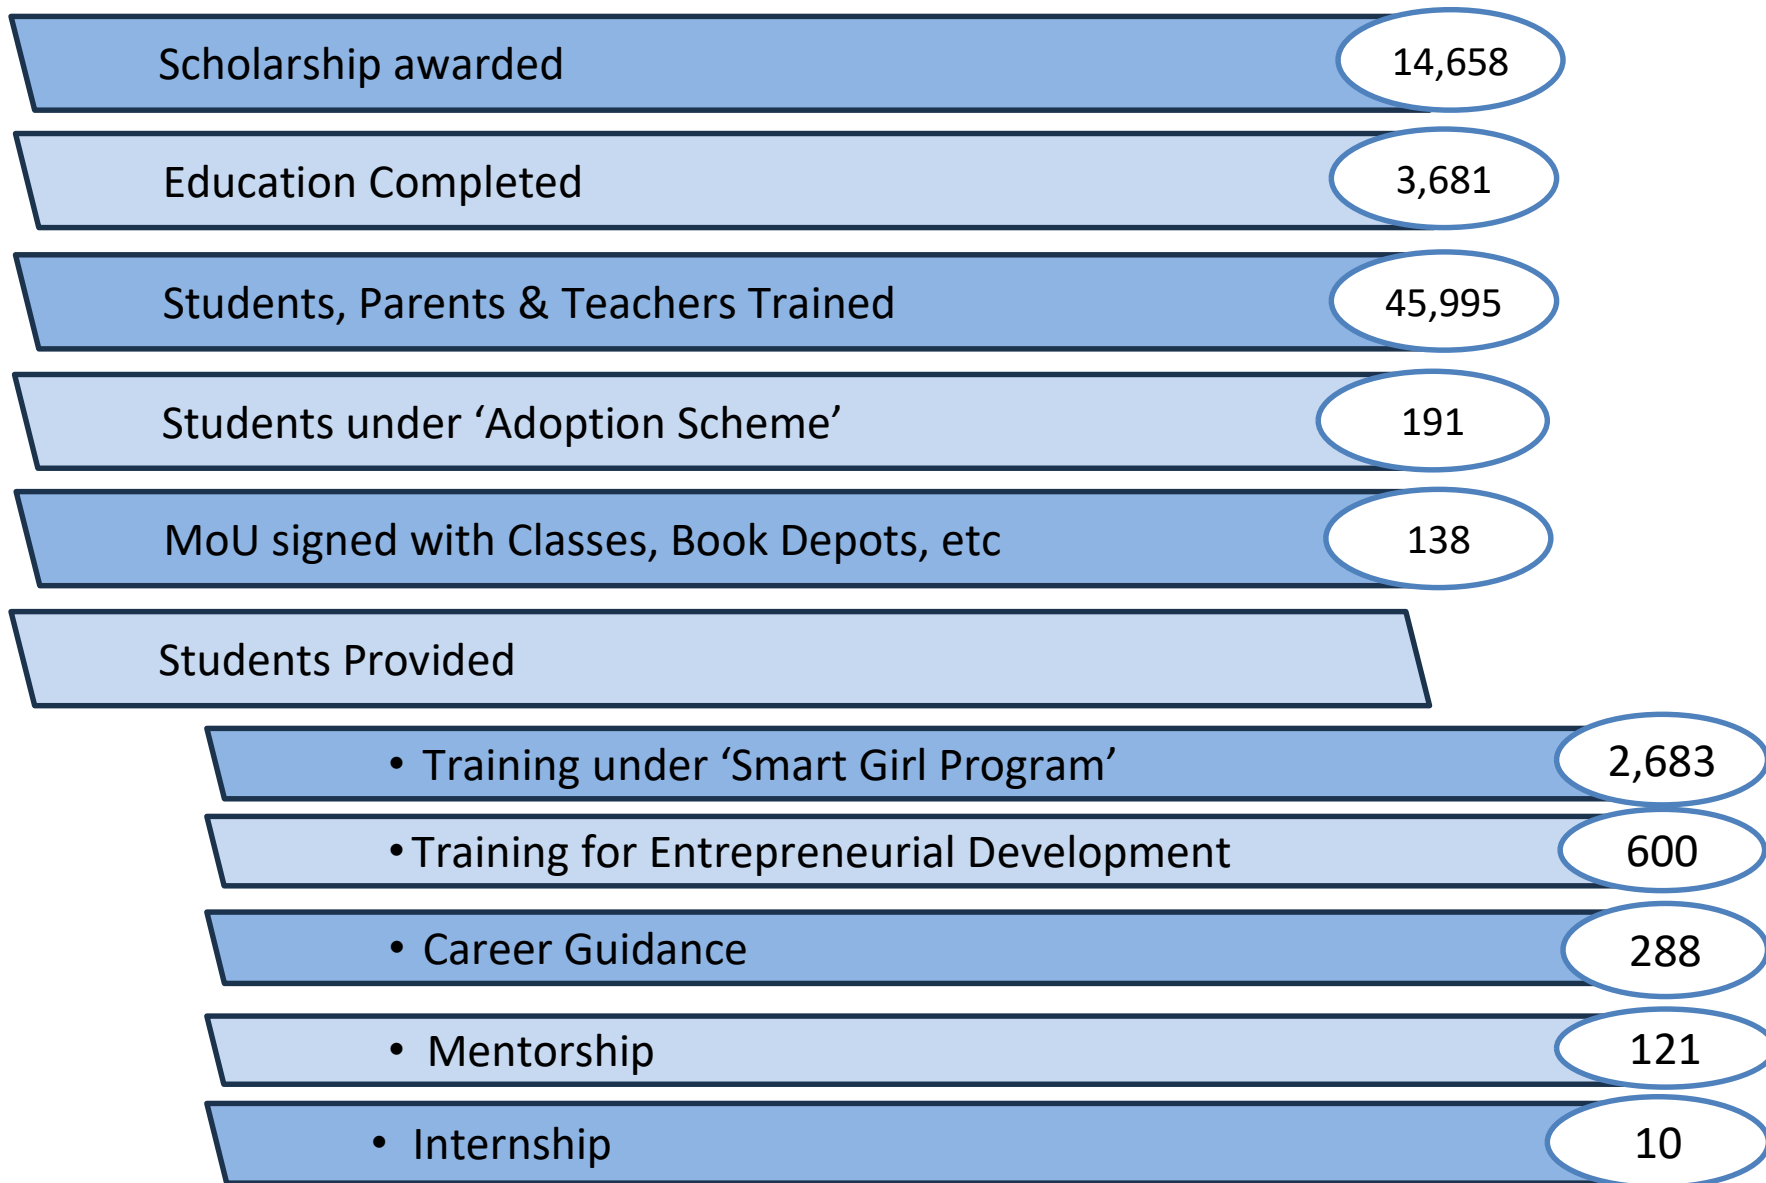 Scholarship awarded 14,658
Education Completed 3,681
Students, Parents & Teachers Trained 45,995
Students under ‘Adoption Scheme’ 191
MoU signed with Classes, Book Depots, etc 138
Students Provided
• Training under ‘Smart Girl Program’ 2,683
• Training for Entrepreneurial Development 600
• Career Guidance 288
• Mentorship 121
• Internship 10